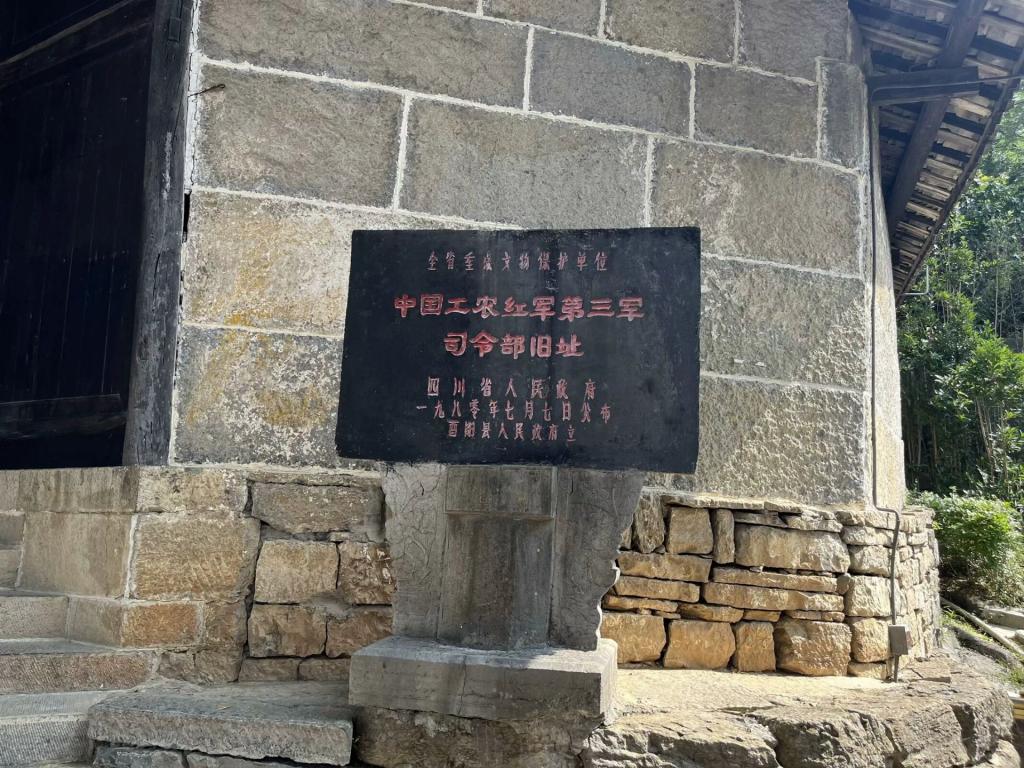 全省重点文物保护单位
中国工农红军第三军
司令部旧址
四川省人民政府
一九八零年七月七日公布
酉阳县人民政府立